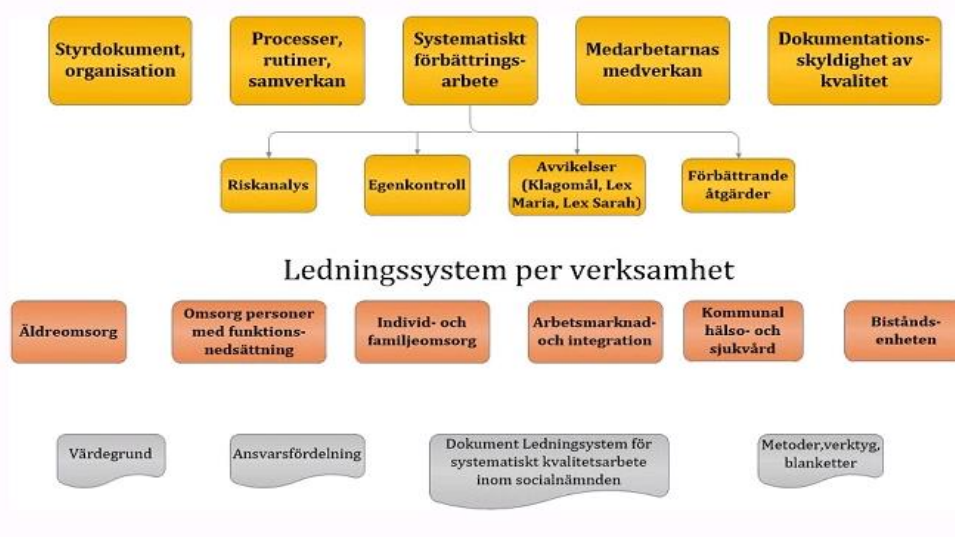 Styrdokument,
organisation
Processer,
rutiner,
samverkan
Systematiskt
förbättrings-
arbete
Medarbetarnas
medverkan
Dokumentations-
skyldighet av
kvalitet
Riskanalys
Egenkontroll
Avvikelser
(Klagomål, Lex
Maria, Lex Sarah)
Förbättrande
åtgärder
Ledningssystem per verksamhet
Äldreomsorg
Omsorg personer
med funktions-
nedsättning
Individ- och
familjeomsorg
Arbetsmarknad-
och integration
Kommunal
hälso- och
sjukvård
Bistånds-
enheten
Värdegrund
Ansvarsfördelning
Dokument Ledningsystem för
systematiskt kvalitetsarbete
inom socialnämnden
Metoder,verktyg,
blanketter